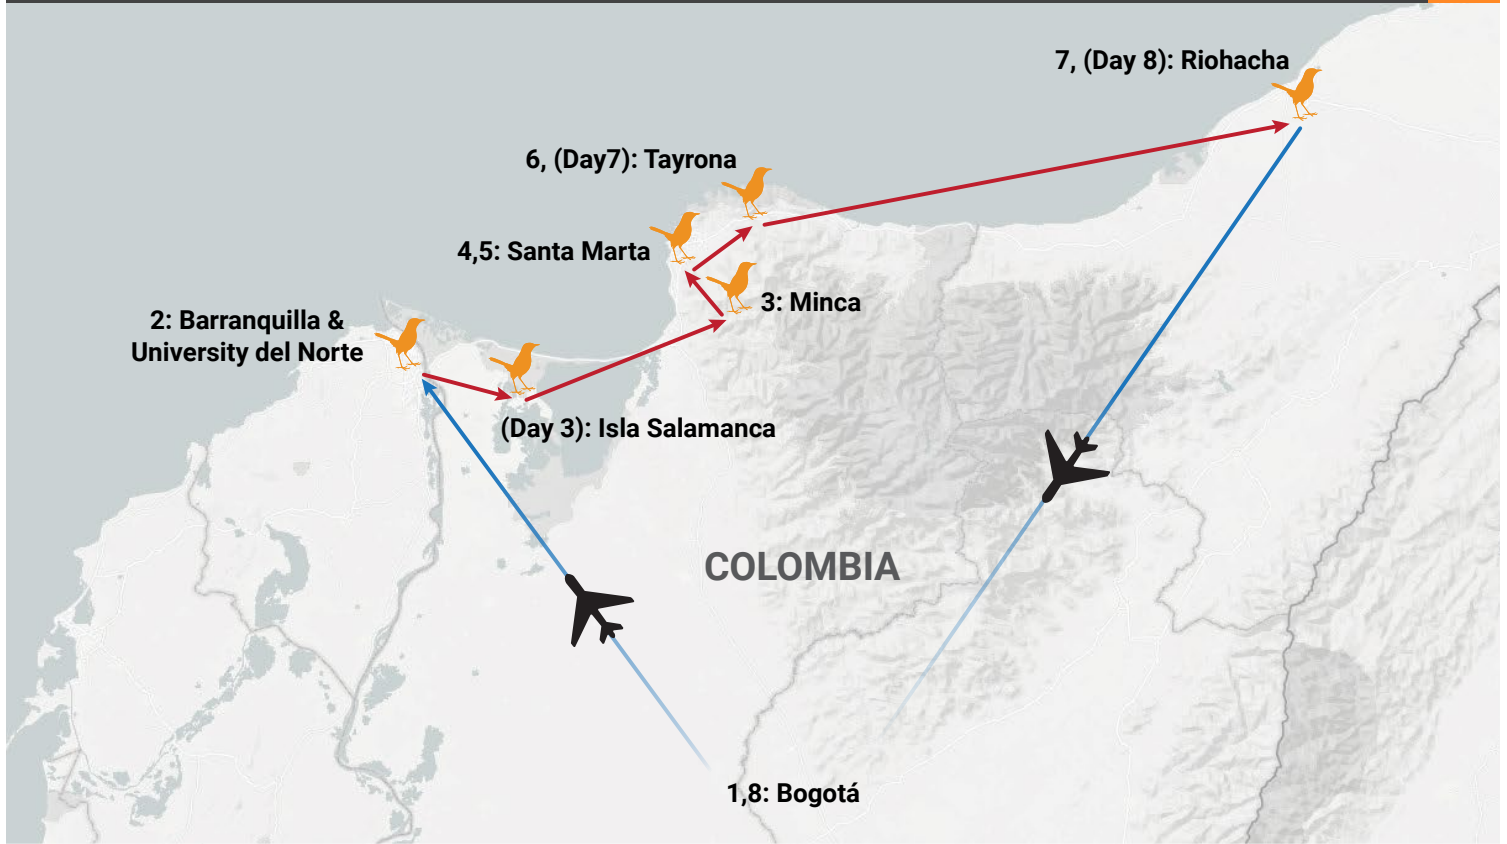 7, (Day 8): Riohacha
6, (Day7): Tayrona
4,5: Santa Marta
3: Minca
2: Barranquilla &
University del Norte
(Day 3): Isla Salamanca
COLOMBIA
1,8: Bogotá